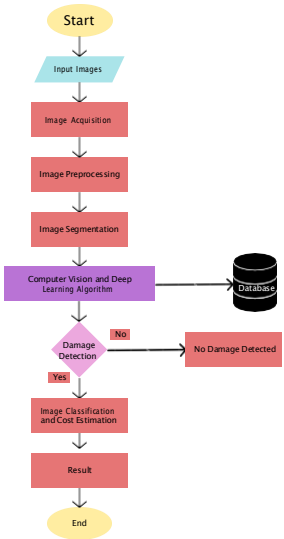 Start
Input Images
Image Acquisition
Image Preprocessing
Image Segmentation
Computer Vision and Deep
Learning Algorithm
Database
No
Damage
Detection
No Damage Detected
Yes
Image Classification
and Cost Estimation
Result
End